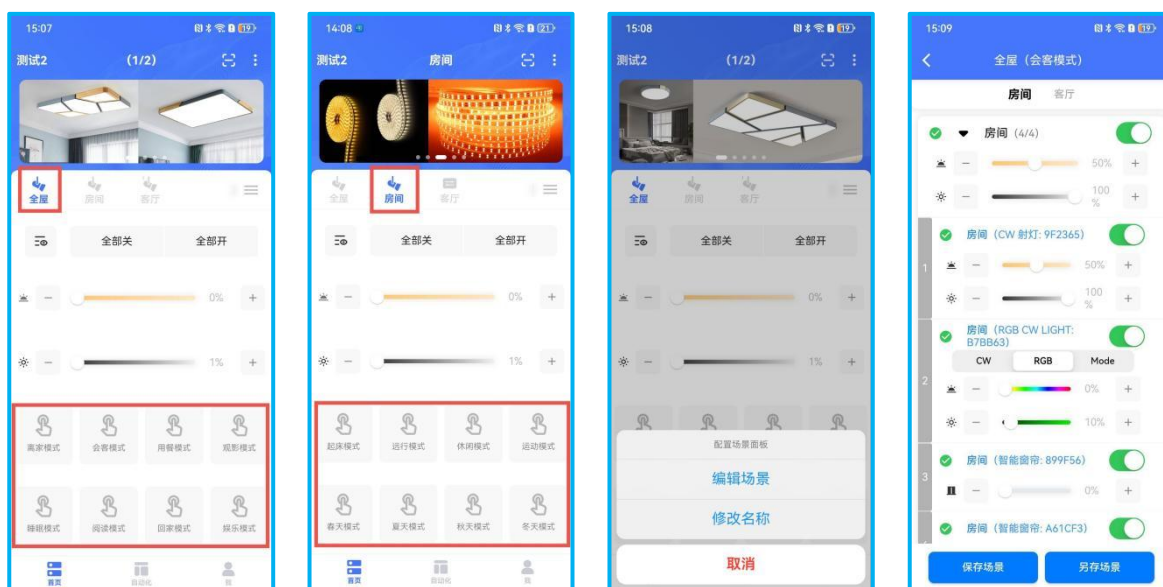 15:07
19
测试2
(1/2)
全屋
房间
客厅
全部关
全部开
0%
1%
离家模式
会客模式
用餐模式
观影模式
睡眠模式
阅读模式
回家模式
娱乐模式
首页
自动化
我
14:08
21
测试2
房间
全屋
房间
客厅
全部关
全部开
0%
1%
起床模式
远行模式
休闲模式
运动模式
春天模式
夏天模式
秋天模式
冬天模式
首页
自动化
我
15:08
19
测试2
(1/2)
全屋
房间
客厅
全部关
全部开
0%
1%
配置场景面板
编辑场景
修改名称
取消
15:09
19
全屋（会客模式）
房间
客厅
房间 (4/4)
50%
100
%
1
房间（CW 射灯: 9F2365)
50%
100
%
2
房间（RGB CW LIGHT:
B7BB63)
CW
RGB
Mode
0%
10%
3
房间（智能窗帘: 899F56)
0%
房间（智能窗帘: A61CF3)
保存场景
另存场景